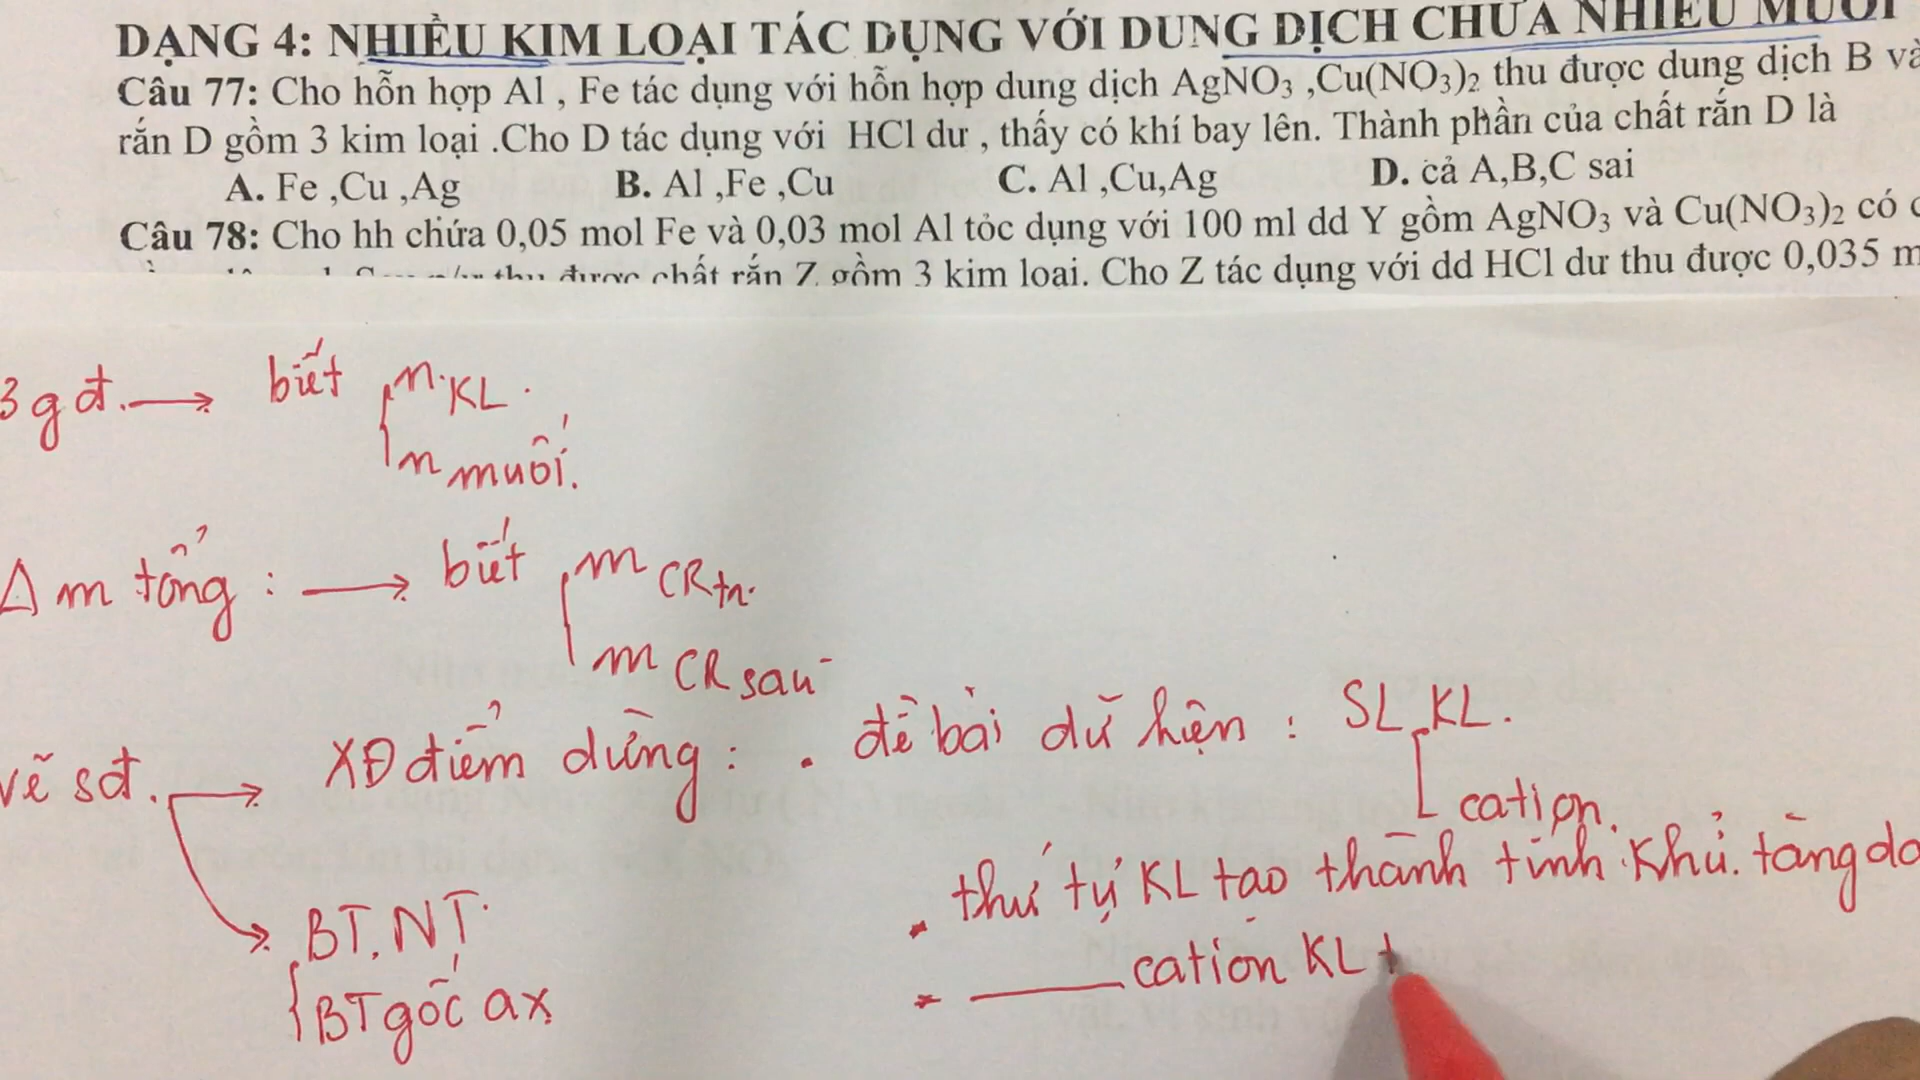 DẠNG 4: NHIỀU KIM LOẠI TÁC DỤNG VỚI DUNG DỊCH CHỨA NHIỀU MUỐI
Câu 77: Cho hỗn hợp Al , Fe tác dụng với hỗn hợp dung dịch AgNO3 ,Cu(NO3)2 thu được dung dịch B và
rắn D gồm 3 kim loại .Cho D tác dụng với HCl dư , thấy có khí bay lên. Thành phần của chất rắn D là
A. Fe ,Cu ,Ag B. Al ,Fe ,Cu C. Al ,Cu,Ag D. cả A,B,C sai
Câu 78: Cho hh chứa 0,05 mol Fe và 0,03 mol Al tỏc dụng với 100 ml dd Y gồm AgNO3 và Cu(NO3)2 có
thu được chất rắn Z gồm 3 kim loại. Cho Z tác dụng với dd HCl dư thu được 0,035 m
3 gđ. → biết n KL.
n muối.
Δ m tổng : → biết m CR tr.
m CR sau
vẽ sđ. → XĐ điểm dừng : . đề bài dữ hiện : SL KL.
cation.
. thứ tự KL tạo thành tính khử tăng dần
BT.NT.
. ____ cation KL t
BT gốc ax